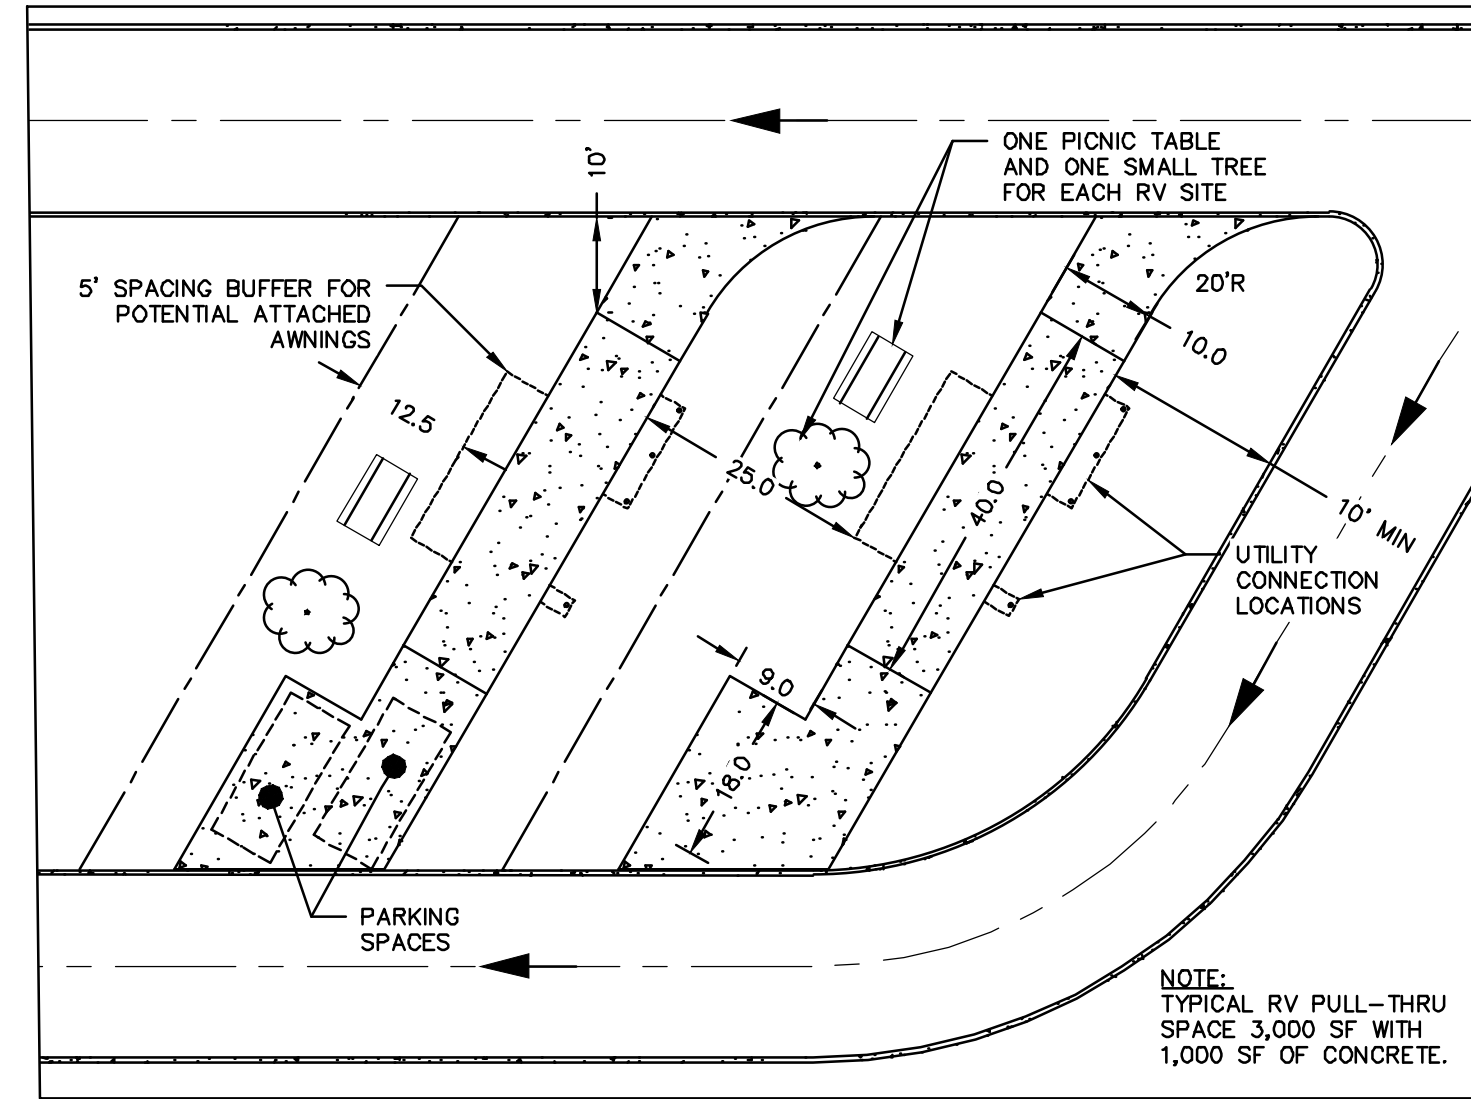 10'
ONE PICNIC TABLE
AND ONE SMALL TREE
FOR EACH RV SITE
5' SPACING BUFFER FOR
POTENTIAL ATTACHED
AWNINGS
20'R
10.0
12.5
25.0
40.0
10' MIN
UTILITY
CONNECTION
LOCATIONS
9.0
18.0
PARKING
SPACES
NOTE:
TYPICAL RV PULL-THRU
SPACE 3,000 SF WITH
1,000 SF OF CONCRETE.